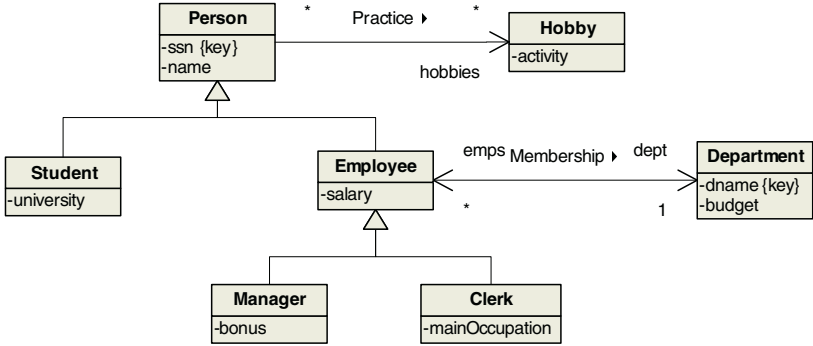 Person
-ssn {key}
-name
* Practice *
hobbies
Hobby
-activity
Student
-university
Employee
-salary
emps Membership dept
* 1
Department
-dname {key}
-budget
Manager
-bonus
Clerk
-mainOccupation